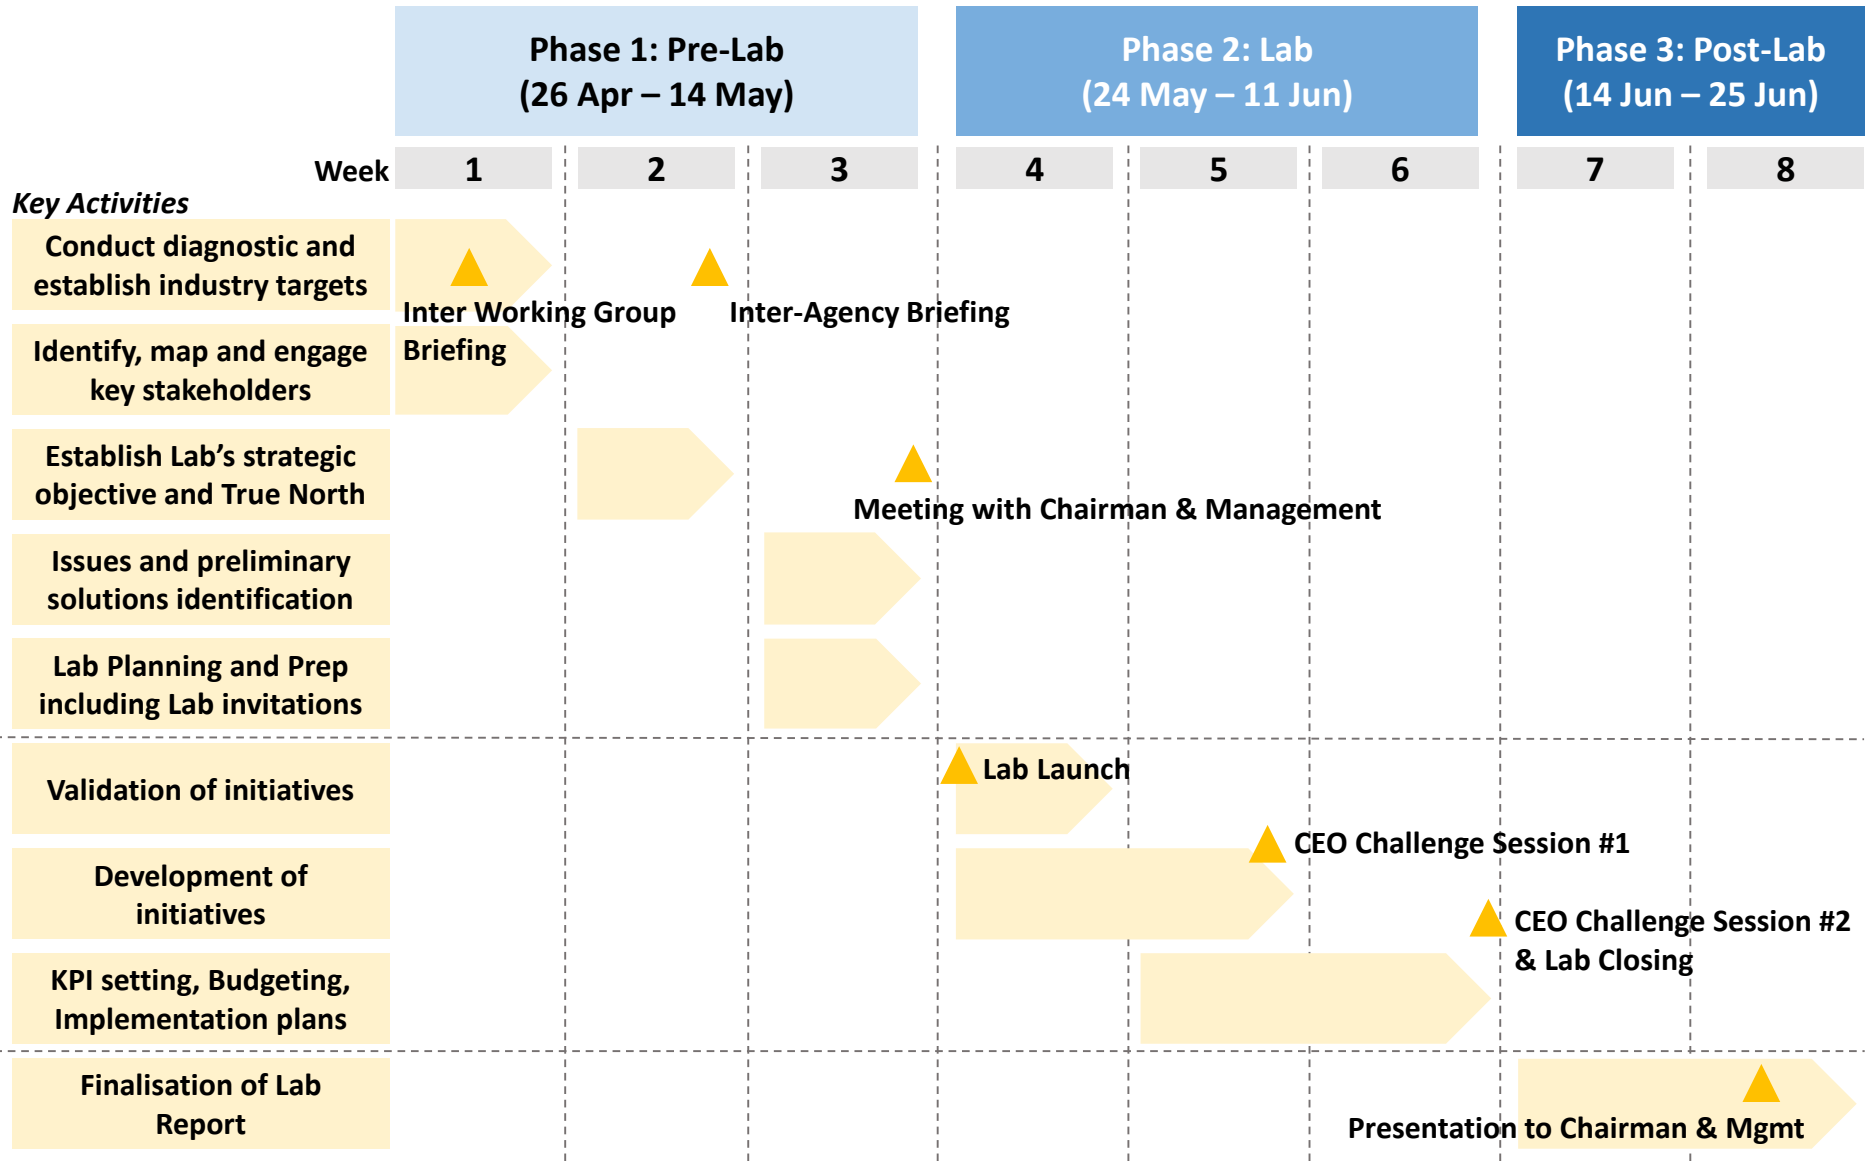 Phase 1: Pre-Lab
(26 Apr – 14 May)
Phase 2: Lab
(24 May – 11 Jun)
Phase 3: Post-Lab
(14 Jun – 25 Jun)
Week 1 2 3 4 5 6 7 8
Key Activities
Conduct diagnostic and
establish industry targets
Inter Working Group
Briefing
Inter-Agency Briefing
Identify, map and engage
key stakeholders
Establish Lab’s strategic
objective and True North
Meeting with Chairman & Management
Issues and preliminary
solutions identification
Lab Planning and Prep
including Lab invitations
Validation of initiatives
Lab Launch
CEO Challenge Session #1
Development of
initiatives
CEO Challenge Session #2
& Lab Closing
KPI setting, Budgeting,
Implementation plans
Finalisation of Lab
Report
Presentation to Chairman & Mgmt